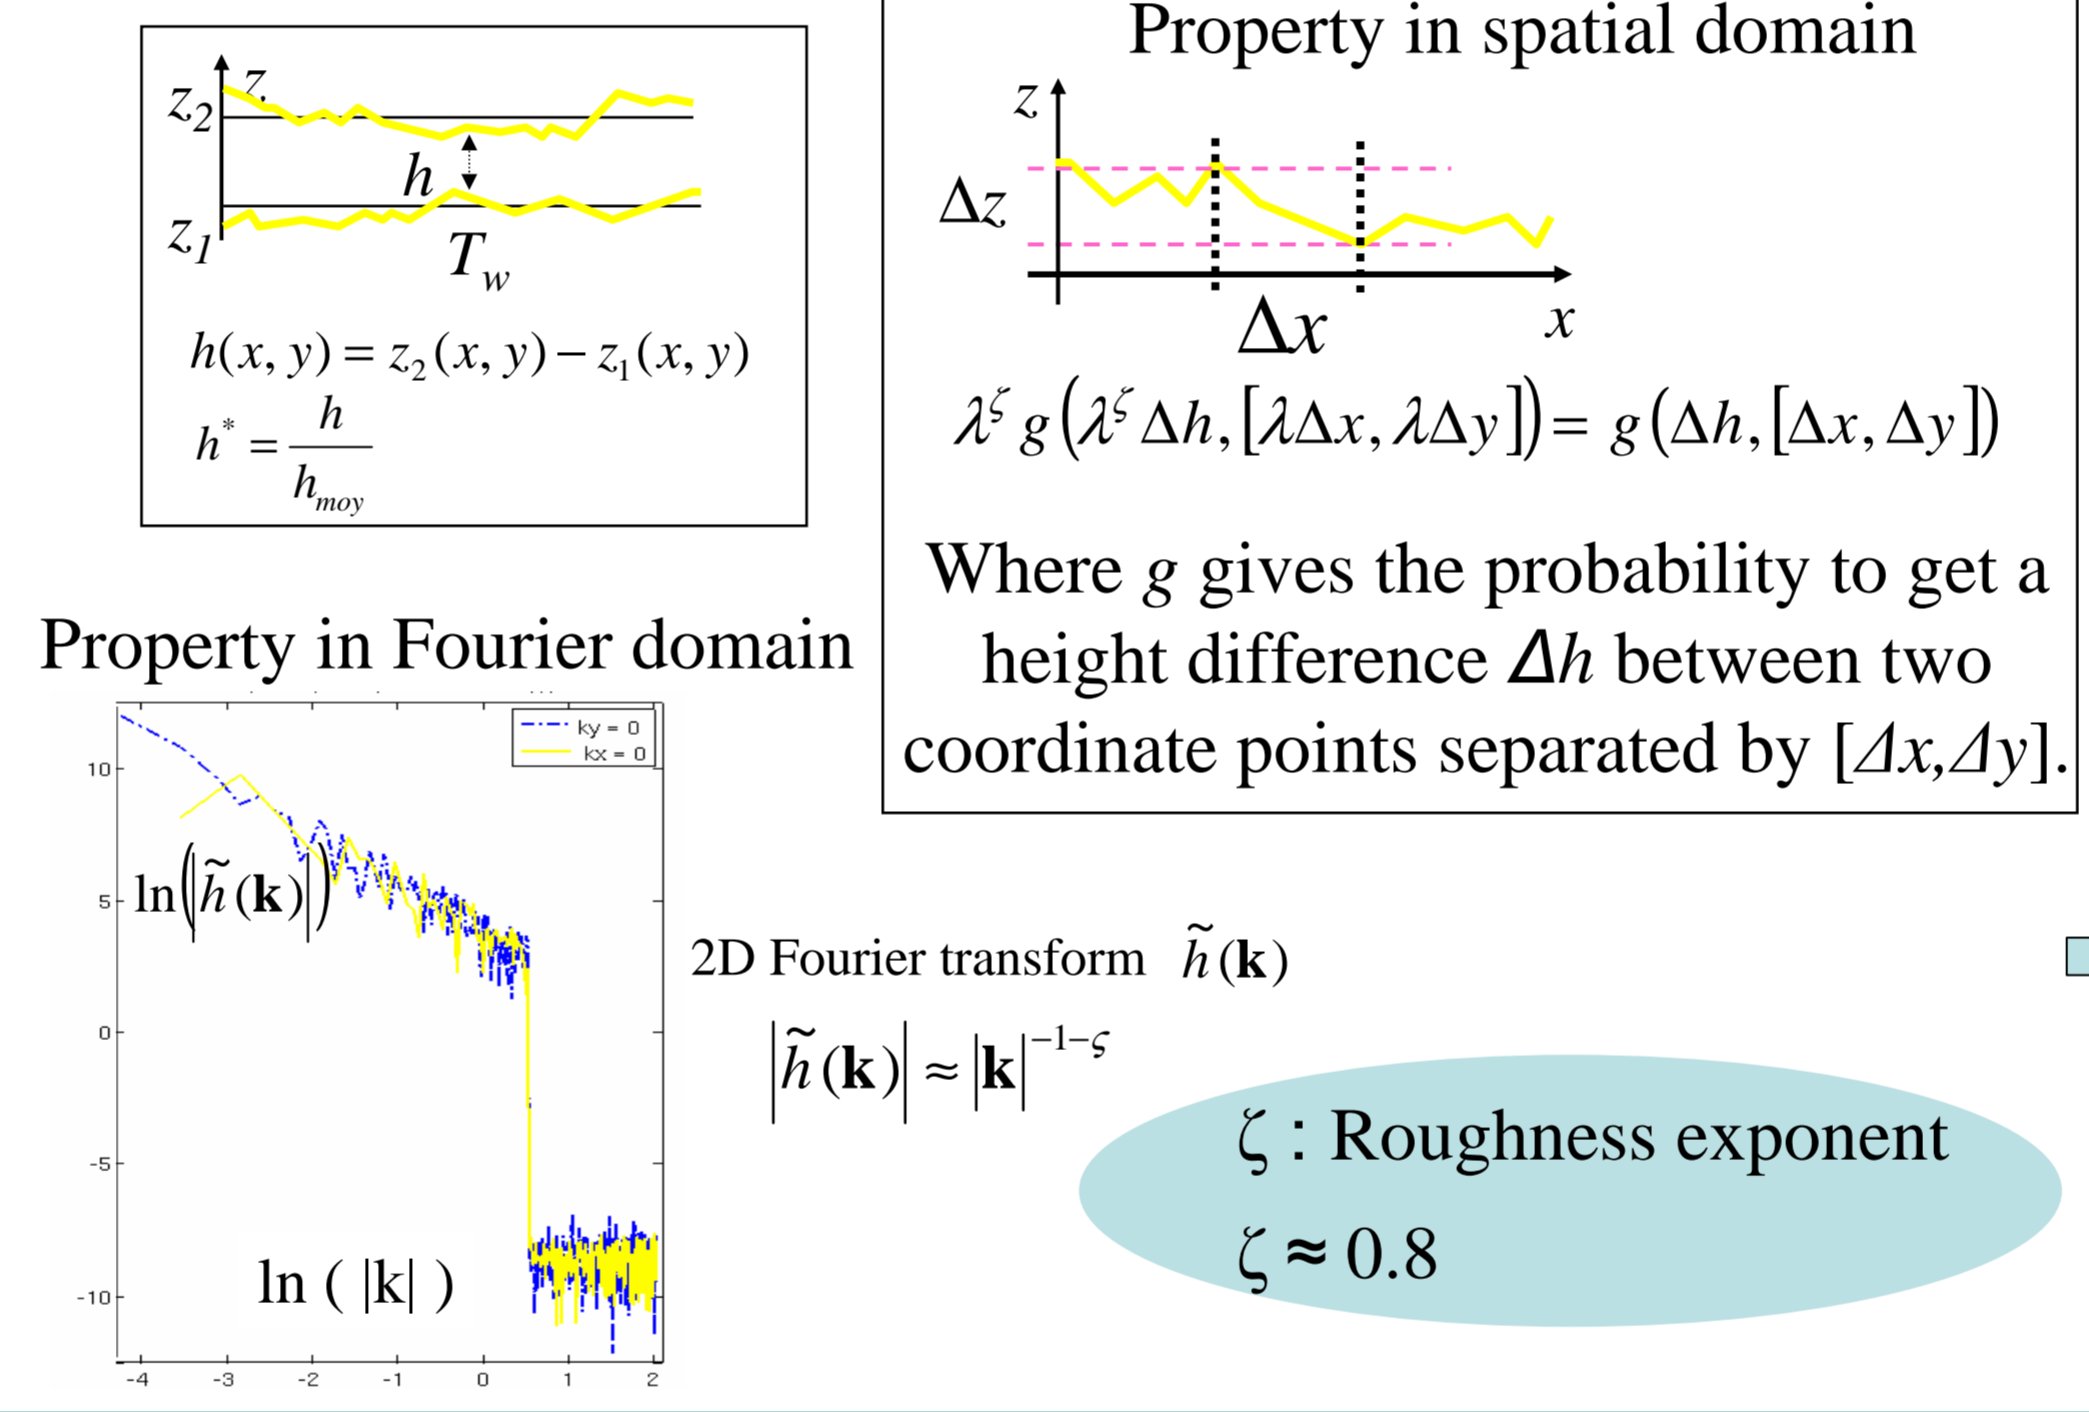 z
z₂
h
z₁
T_w
h(x, y) = z₂(x, y) − z₁(x, y)
h* = h / h_moy
Property in spatial domain
z
Δz
Δx
x
λ^ζ g(λ^ζ Δh, [λΔx, λΔy]) = g(Δh, [Δx, Δy])
Where g gives the probability to get a
height difference Δh between two
coordinate points separated by [Δx,Δy].
Property in Fourier domain
ky = 0
kx = 0
10
5
0
-5
-10
ln(|h̃(k)|)
ln ( |k| )
-4 -3 -2 -1 0 1 2
2D Fourier transform h̃(k)
|h̃(k)| ≈ |k|^(−1−ς)
ζ : Roughness exponent
ζ ≈ 0.8